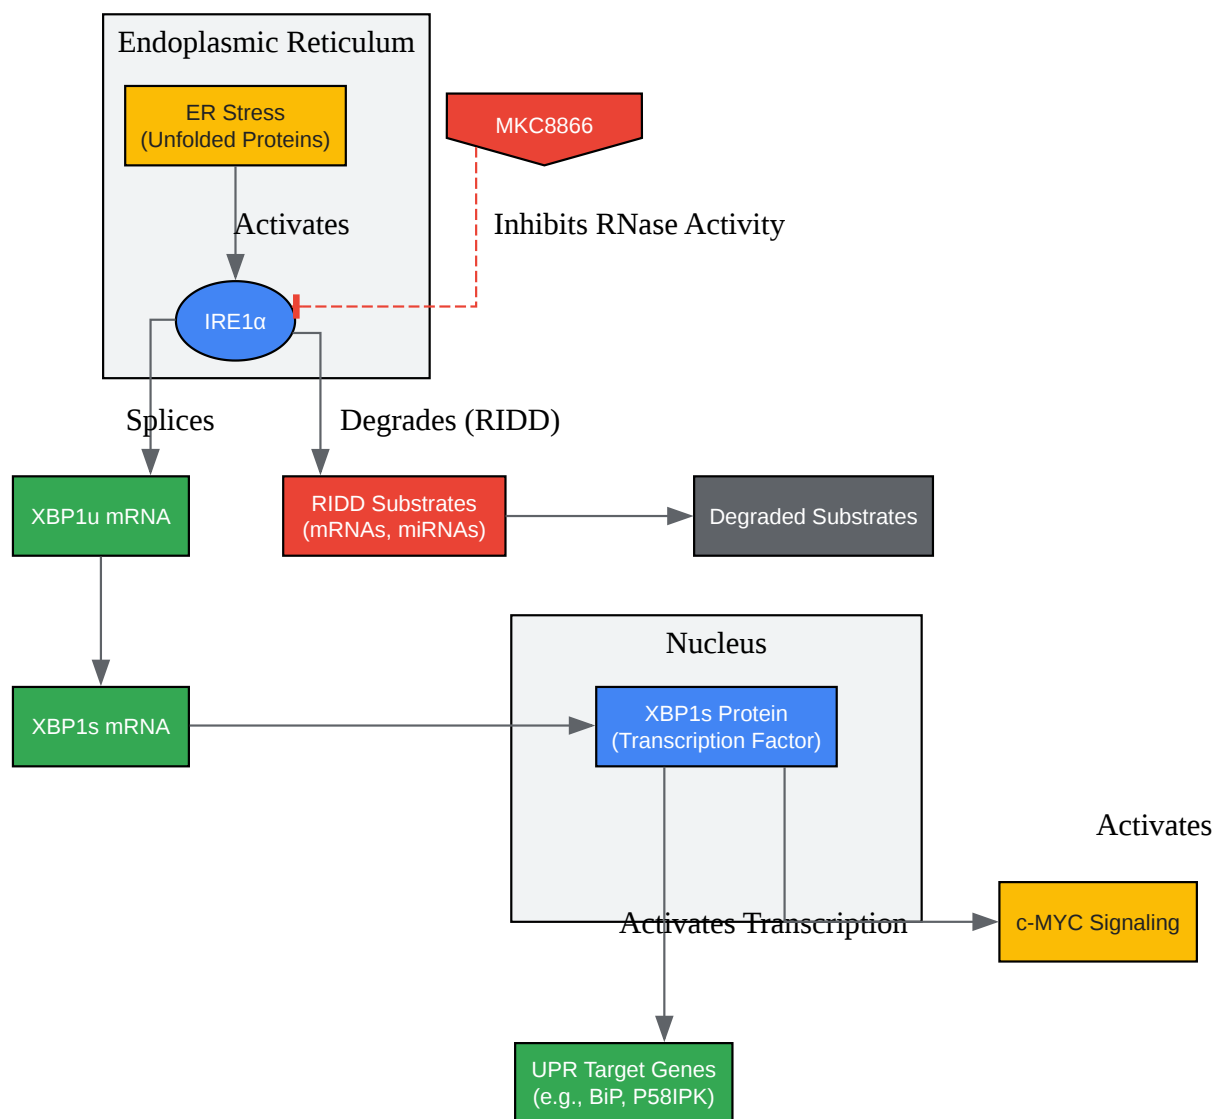 Endoplasmic Reticulum
ER Stress
(Unfolded Proteins)
MKC8866
Activates
Inhibits RNase Activity
IRE1α
Splices
Degrades (RIDD)
XBP1u mRNA
RIDD Substrates
(mRNAs, miRNAs)
Degraded Substrates
Nucleus
XBP1s mRNA
XBP1s Protein
(Transcription Factor)
Activates
Activates Transcription
c-MYC Signaling
UPR Target Genes
(e.g., BiP, P58IPK)